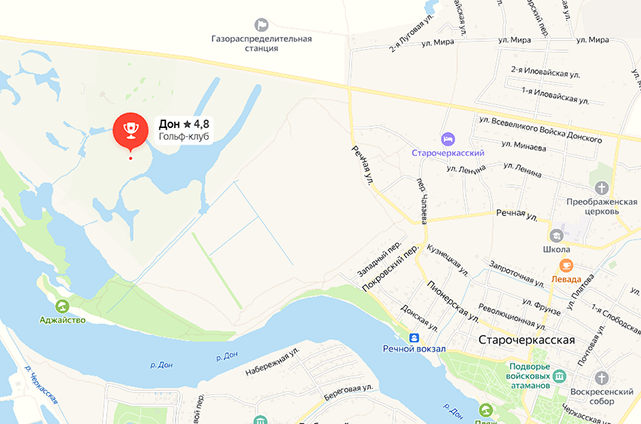 2-я Луговая ул.
ул. Мира
ул. Мира
Газораспределительная
станция
2-я Иловайская ул.
1-я Иловайская ул.
Дон ★ 4,8
Гольф-клуб
ул. Всевеликого Войска Донского
Старочеркасский
ул. Минаева
Речная ул.
ул. Ленина
ул. Ленина
пер. Чапаева
Преображенская
церковь
Речная ул.
Школа
Западный пер.
Покровский пер.
Кузнецкая ул.
Запроточная ул.
Левада
ул. Платова
Пионерская ул.
ул. Фрунзе
1-я Слободская
Аджайство
Донская ул.
Революционная ул.
Речной вокзал
Старочеркасская
Почтовая ул.
р. Дон
р. Дон
Набережная ул.
Подворье
войсковых
атаманов
р. Черкасское
Береговая ул.
Воскресенский
собор
вой пер.
р. Дон
Пляж